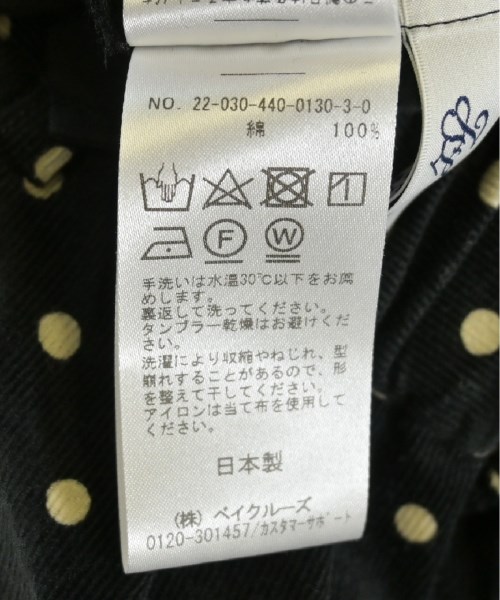 NO. 22-030-440-0130-3-0
綿 100%
F W
手洗いは水温30℃以下をお薦
めします。
裏返して洗ってください。
タンブラー乾燥はお避けくだ
さい。
洗濯により収縮やねじれ、型
崩れすることがあるので、形
を整えて干してください。
アイロンは当て布を使用して
ください。
日本製
(株) ベイクルーズ
0120-301457/カスタマーサポート